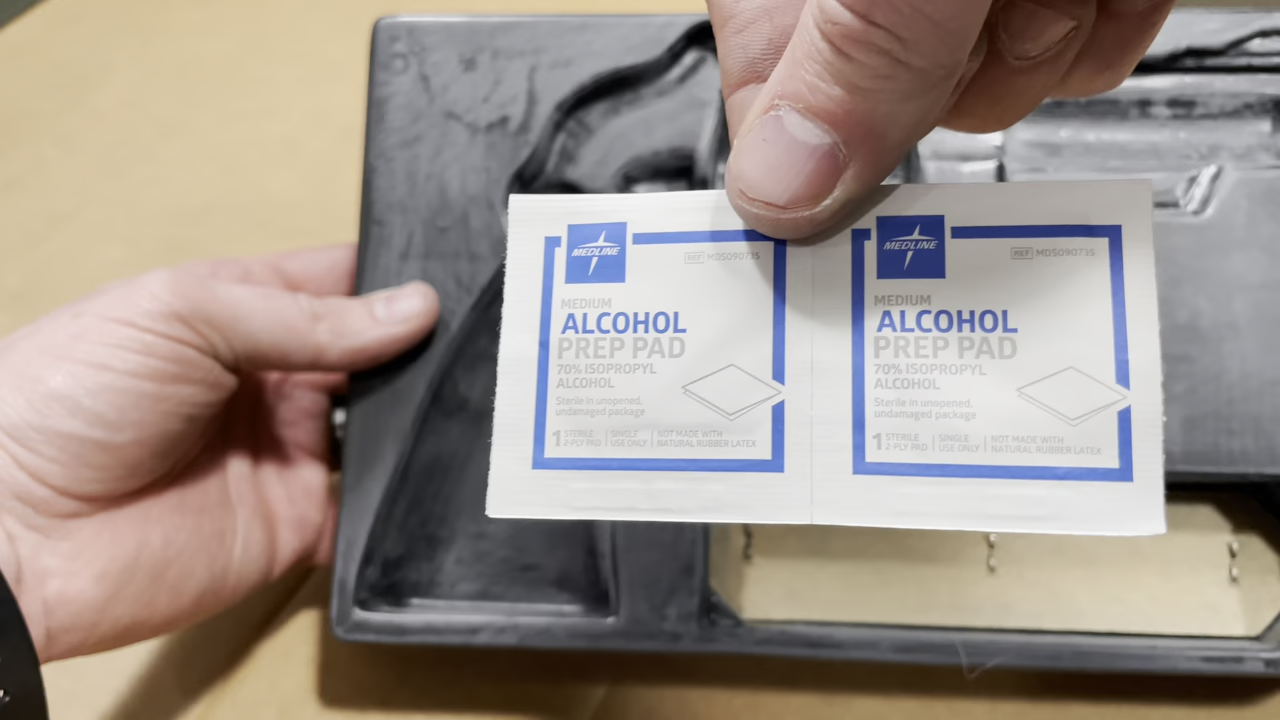 MEDLINE
REF MDS090735
MEDIUM
ALCOHOL
PREP PAD
70% ISOPROPYL
ALCOHOL
Sterile in unopened,
undamaged package
1 STERILE
2-PLY PAD
SINGLE
USE ONLY
NOT MADE WITH
NATURAL RUBBER LATEX
MEDLINE
REF MDS090735
MEDIUM
ALCOHOL
PREP PAD
70% ISOPROPYL
ALCOHOL
Sterile in unopened,
undamaged package
1 STERILE
2-PLY PAD
SINGLE
USE ONLY
NOT MADE WITH
NATURAL RUBBER LATEX